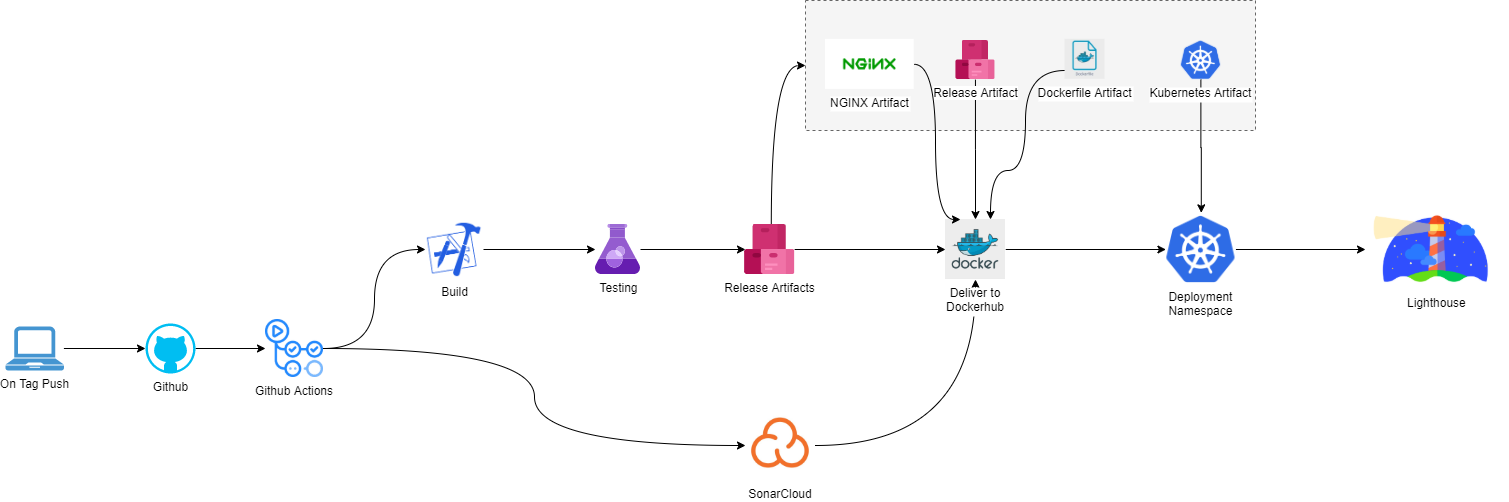 NGINX
NGINX Artifact
Release Artifact
Dockerfile Artifact
Kubernetes Artifact
Build
Testing
Release Artifacts
docker
Deliver to
Dockerhub
Deployment
Namespace
Lighthouse
On Tag Push
Github
Github Actions
SonarCloud